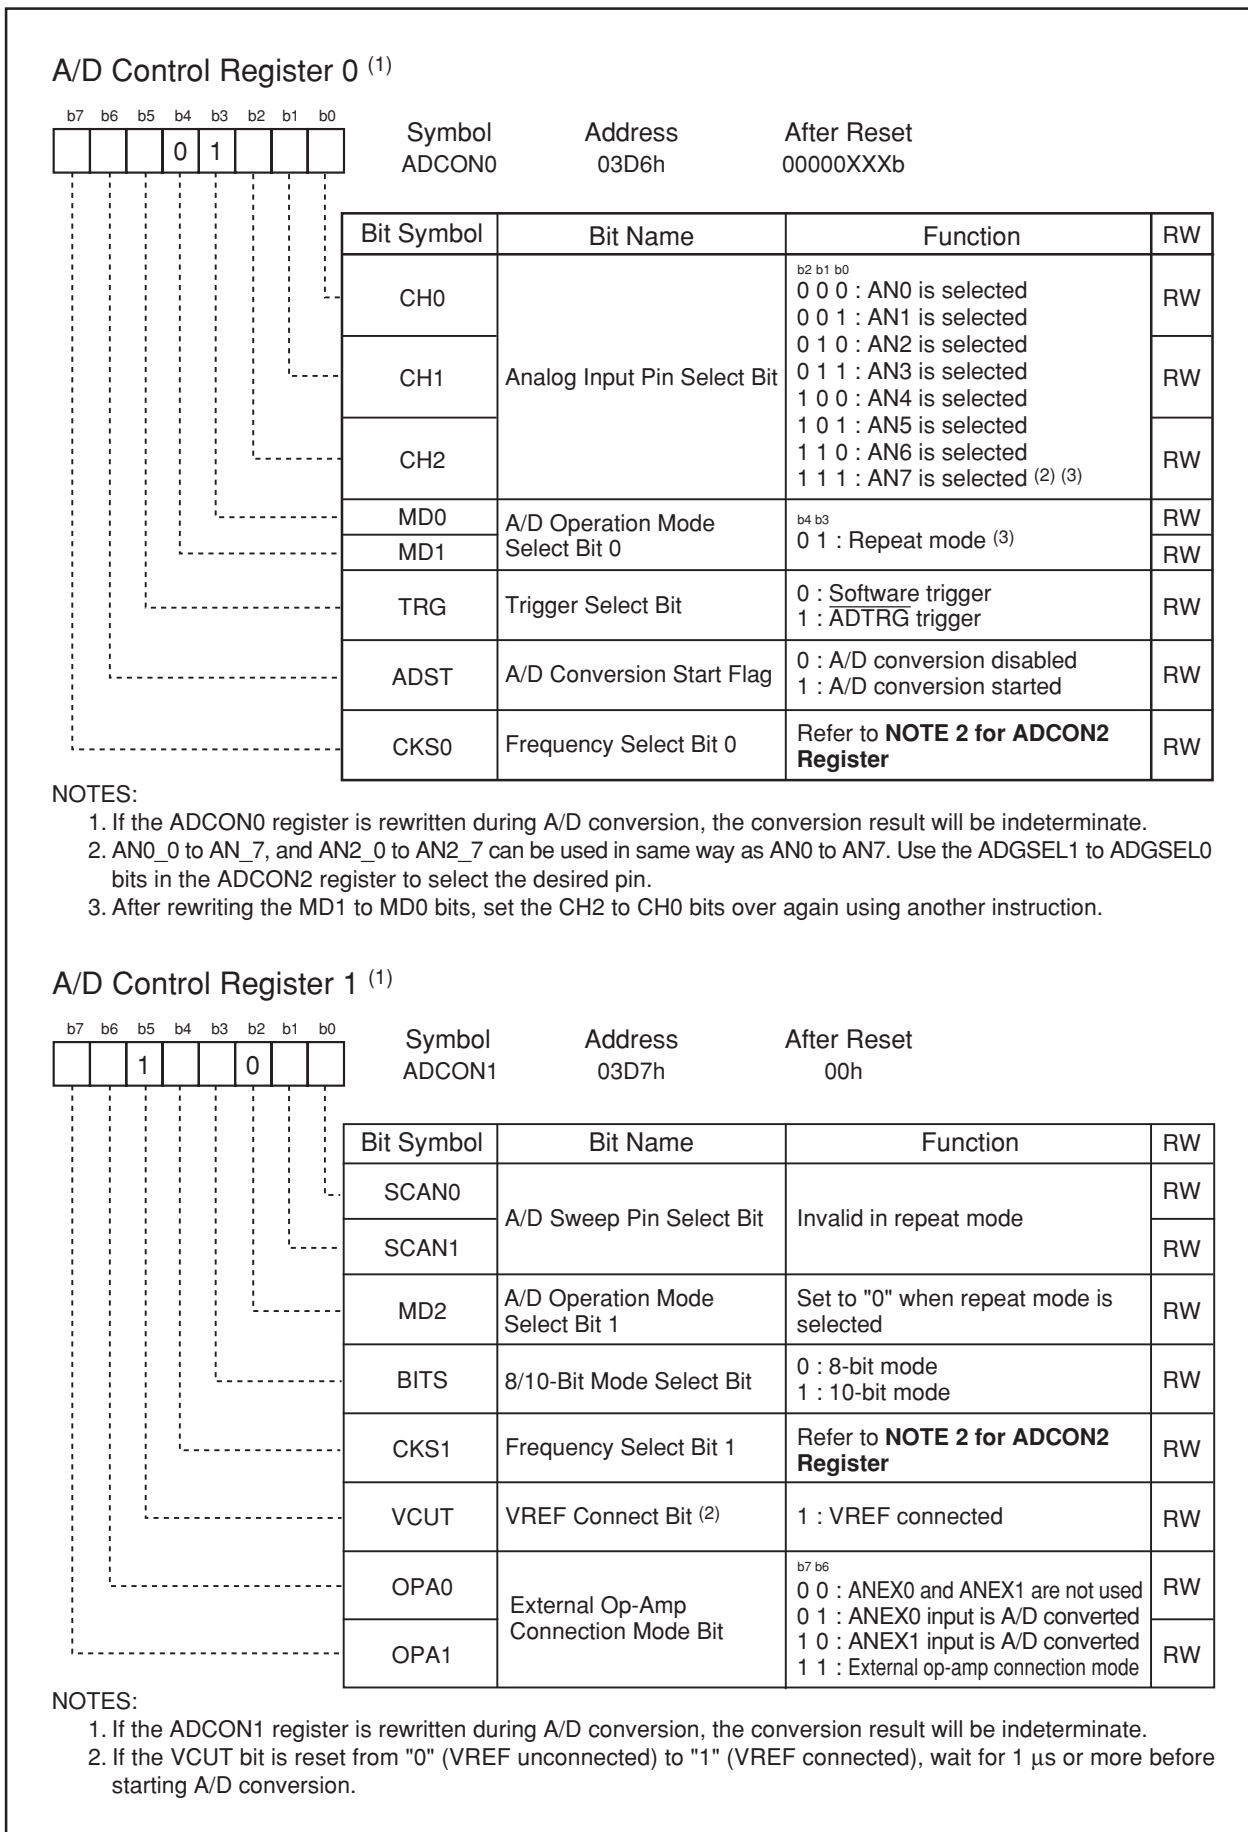 A/D Control Register 0 (1)
b7 b6 b5 b4 b3 b2 b1 b0
0 1
Symbol Address After Reset
ADCON0 03D6h 00000XXXb
Bit Symbol Bit Name Function RW
CH0 RW
CH1 Analog Input Pin Select Bit RW
CH2 RW
b2 b1 b0
0 0 0 : AN0 is selected
0 0 1 : AN1 is selected
0 1 0 : AN2 is selected
0 1 1 : AN3 is selected
1 0 0 : AN4 is selected
1 0 1 : AN5 is selected
1 1 0 : AN6 is selected
1 1 1 : AN7 is selected (2) (3)
MD0 RW
MD1 RW
A/D Operation Mode
Select Bit 0
b4 b3
0 1 : Repeat mode (3)
TRG Trigger Select Bit RW
0 : Software trigger
1 : ADTRG trigger
ADST A/D Conversion Start Flag RW
0 : A/D conversion disabled
1 : A/D conversion started
CKS0 Frequency Select Bit 0 RW
Refer to NOTE 2 for ADCON2
Register
NOTES:
1. If the ADCON0 register is rewritten during A/D conversion, the conversion result will be indeterminate.
2. AN0_0 to AN_7, and AN2_0 to AN2_7 can be used in same way as AN0 to AN7. Use the ADGSEL1 to ADGSEL0
bits in the ADCON2 register to select the desired pin.
3. After rewriting the MD1 to MD0 bits, set the CH2 to CH0 bits over again using another instruction.
A/D Control Register 1 (1)
b7 b6 b5 b4 b3 b2 b1 b0
1 0
Symbol Address After Reset
ADCON1 03D7h 00h
Bit Symbol Bit Name Function RW
SCAN0 RW
A/D Sweep Pin Select Bit Invalid in repeat mode
SCAN1 RW
MD2 RW
A/D Operation Mode
Select Bit 1
Set to "0" when repeat mode is
selected
BITS 8/10-Bit Mode Select Bit RW
0 : 8-bit mode
1 : 10-bit mode
CKS1 Frequency Select Bit 1 RW
Refer to NOTE 2 for ADCON2
Register
VCUT VREF Connect Bit (2) 1 : VREF connected RW
OPA0 RW
OPA1 RW
External Op-Amp
Connection Mode Bit
b7 b6
0 0 : ANEX0 and ANEX1 are not used
0 1 : ANEX0 input is A/D converted
1 0 : ANEX1 input is A/D converted
1 1 : External op-amp connection mode
NOTES:
1. If the ADCON1 register is rewritten during A/D conversion, the conversion result will be indeterminate.
2. If the VCUT bit is reset from "0" (VREF unconnected) to "1" (VREF connected), wait for 1 µs or more before
starting A/D conversion.